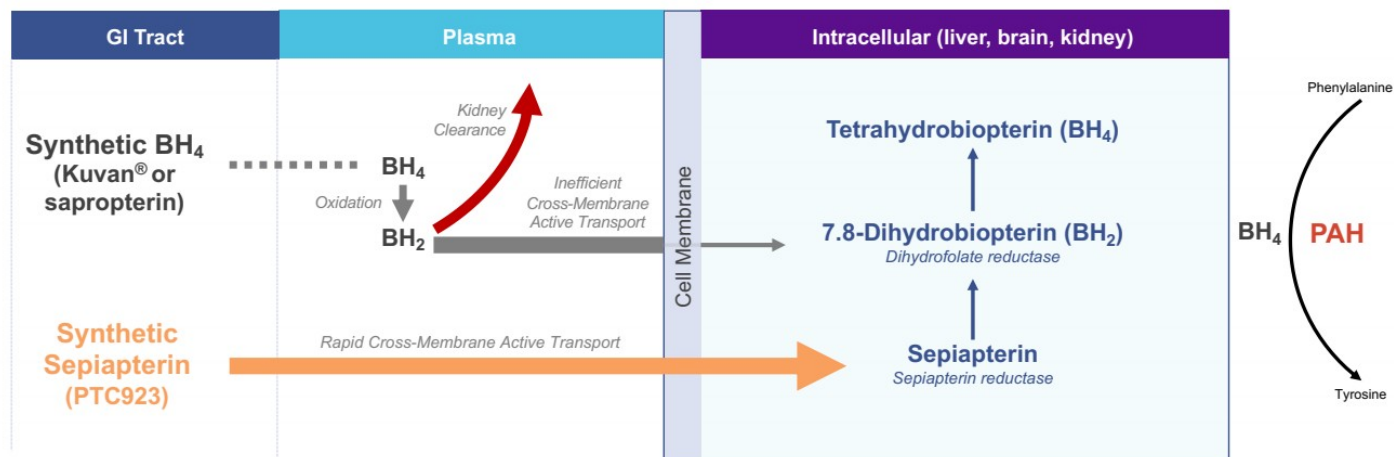 GI Tract
Plasma
Intracellular (liver, brain, kidney)
Synthetic BH₄
(Kuvan® or
sapropterin)
BH₄
Oxidation
BH₂
Kidney
Clearance
Inefficient
Cross-Membrane
Active Transport
Cell Membrane
Tetrahydrobiopterin (BH₄)
7.8-Dihydrobiopterin (BH₂)
Dihydrofolate reductase
Synthetic
Sepiapterin
(PTC923)
Rapid Cross-Membrane Active Transport
Sepiapterin
Sepiapterin reductase
Phenylalanine
BH₄
PAH
Tyrosine